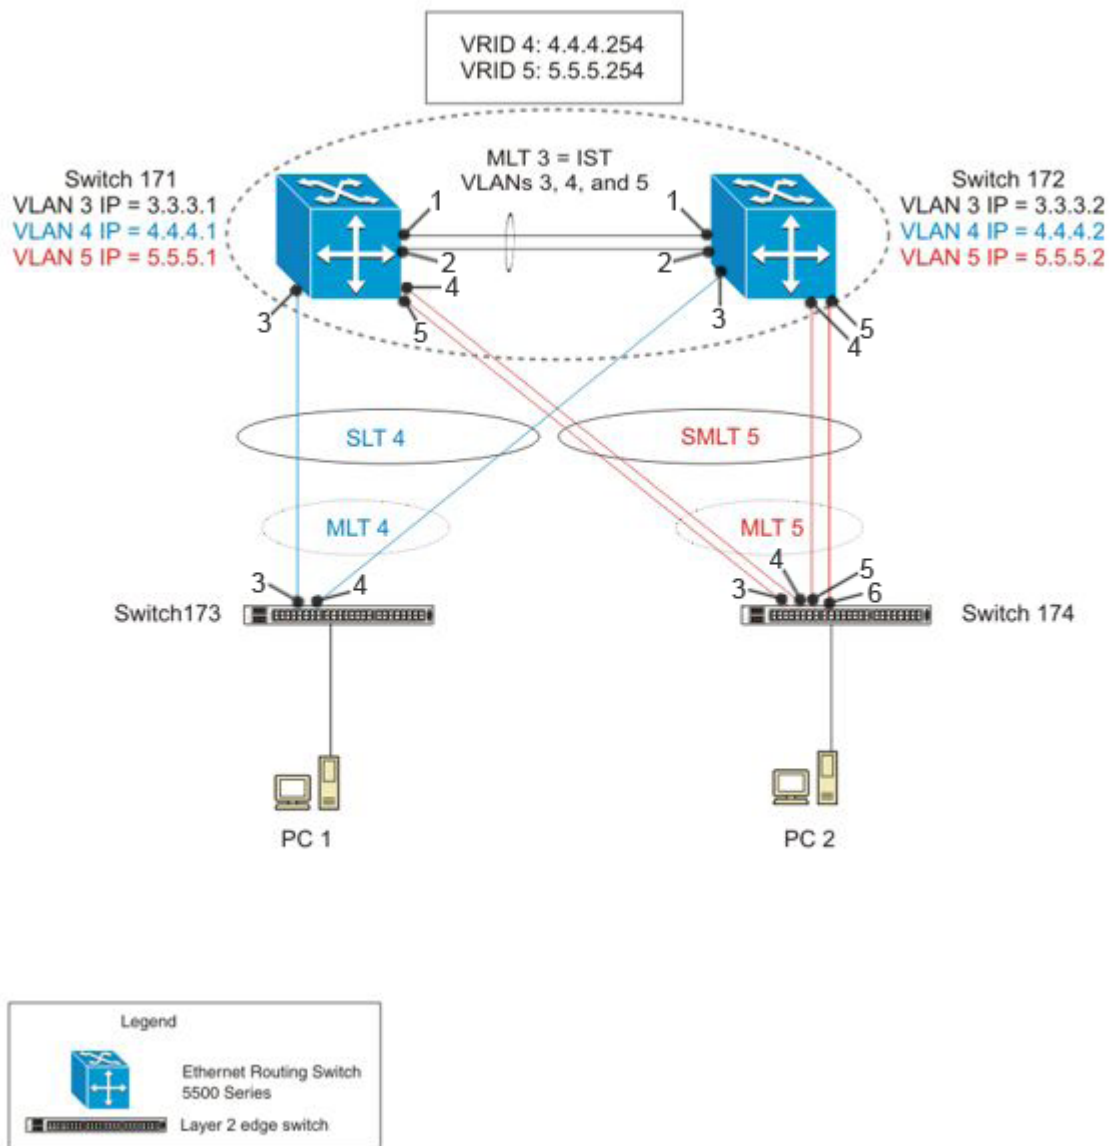 VRID 4: 4.4.4.254
VRID 5: 5.5.5.254
MLT 3 = IST
VLANs 3, 4, and 5
Switch 171
VLAN 3 IP = 3.3.3.1
VLAN 4 IP = 4.4.4.1
VLAN 5 IP = 5.5.5.1
Switch 172
VLAN 3 IP = 3.3.3.2
VLAN 4 IP = 4.4.4.2
VLAN 5 IP = 5.5.5.2
1
2
4
5
3
1
2
3
5
4
SLT 4
SMLT 5
MLT 4
MLT 5
3
4
3
4
5
6
Switch173
Switch 174
PC 1
PC 2
Legend
Ethernet Routing Switch
5500 Series
Layer 2 edge switch